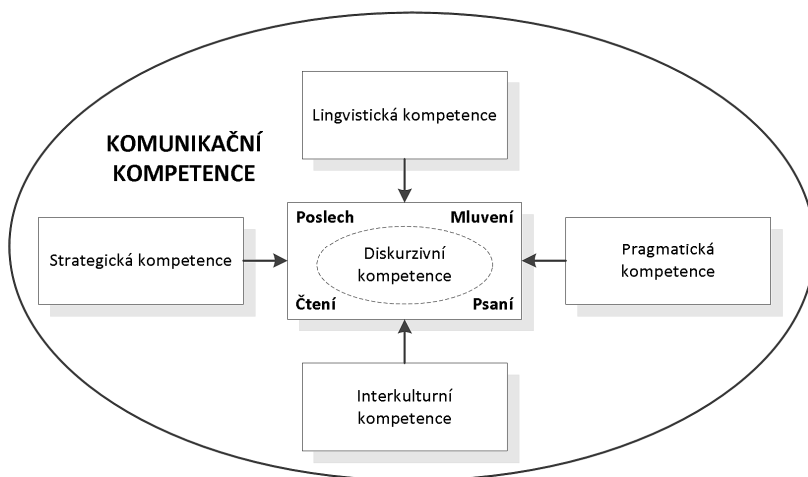 Lingvistická kompetence
KOMUNIKAČNÍ
KOMPETENCE
Poslech
Mluvení
Strategická kompetence
Diskurzivní
kompetence
Pragmatická
kompetence
Čtení
Psaní
Interkulturní
kompetence